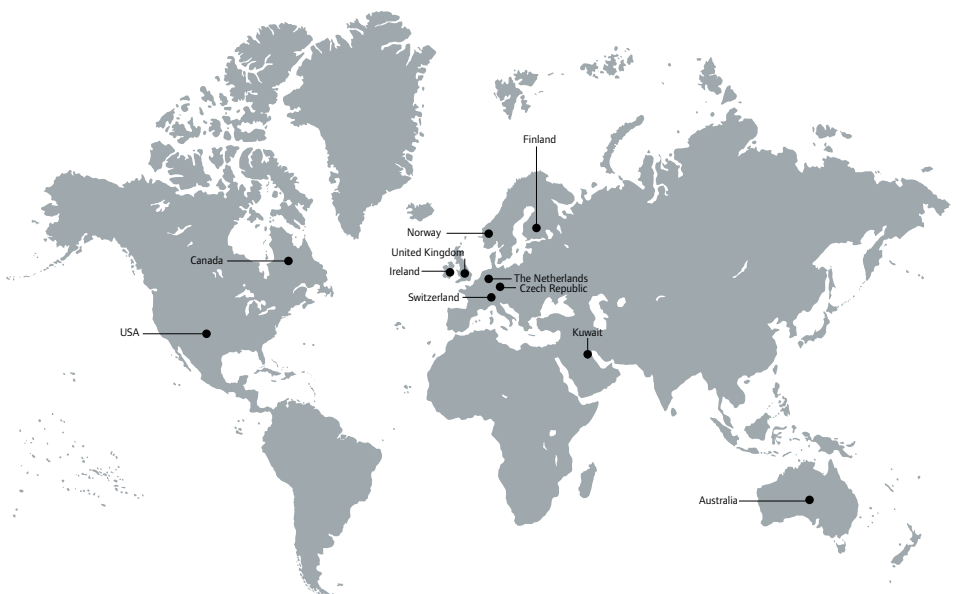 Finland
Norway
United Kingdom
Canada
Ireland
The Netherlands
Czech Republic
Switzerland
USA
Kuwait
Australia